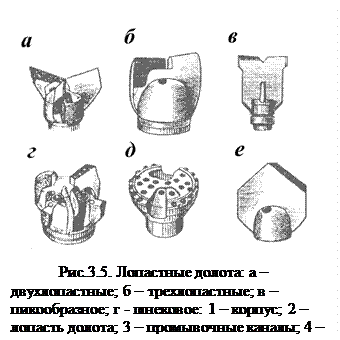 а б в
г д е
Рис.3.5. Лопастные долота: а –
двухлопастные; б – трехлопастные; в –
пикообразное; г - шнековое: 1 – корпус; 2 –
лопасть долота; 3 – промывочные каналы; 4 –